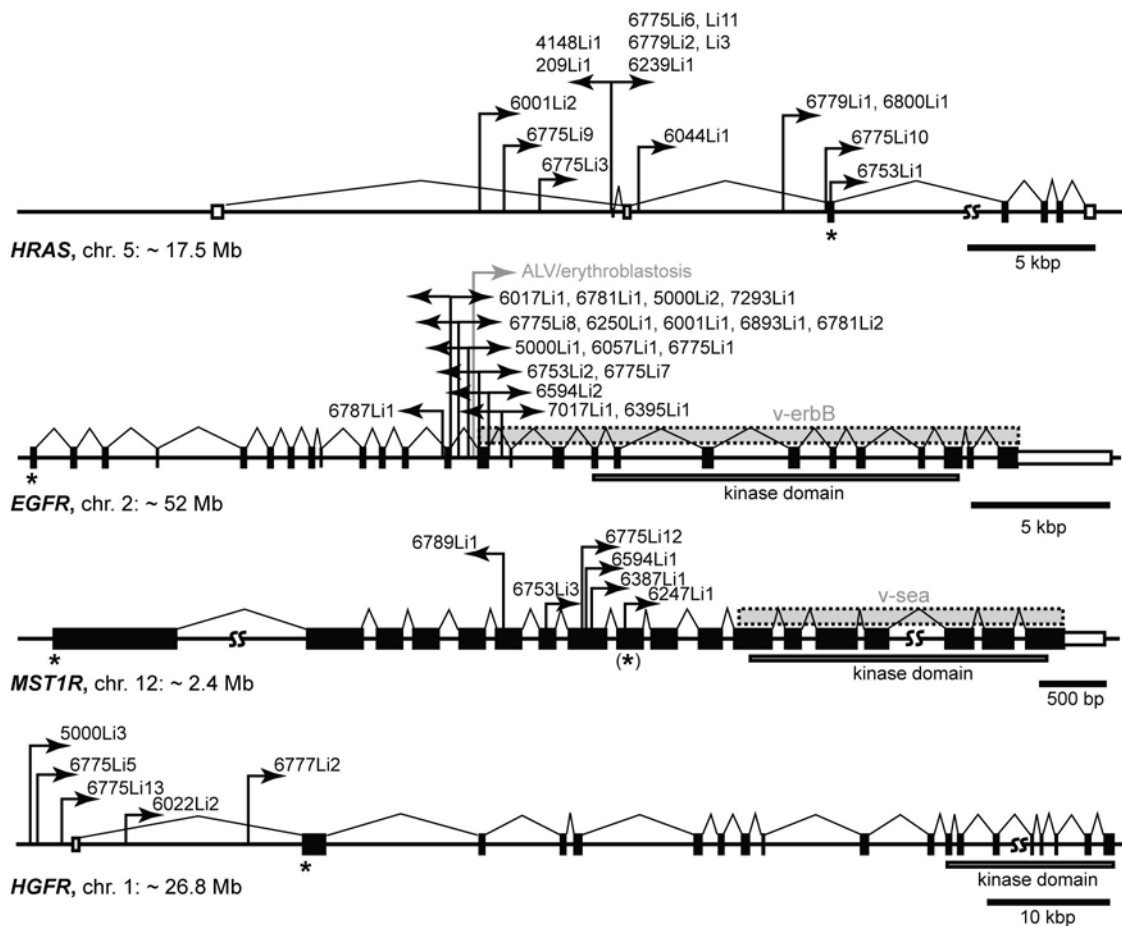 6775Li6, Li11
4148Li1 6779Li2, Li3
209Li1 6239Li1
6001Li2 6779Li1, 6800Li1
6775Li9 6044Li1 6775Li10
6775Li3 6753Li1
*
HRAS, chr. 5: ~ 17.5 Mb
5 kbp
ALV/erythroblastosis
6017Li1, 6781Li1, 5000Li2, 7293Li1
6775Li8, 6250Li1, 6001Li1, 6893Li1, 6781Li2
5000Li1, 6057Li1, 6775Li1
6753Li2, 6775Li7
6594Li2
6787Li1 7017Li1, 6395Li1
v-erbB
*
kinase domain
EGFR, chr. 2: ~ 52 Mb
5 kbp
6789Li1 6775Li12
6594Li1
6753Li3 6387Li1
6247Li1
v-sea
* (*)
kinase domain
MST1R, chr. 12: ~ 2.4 Mb
500 bp
5000Li3
6775Li5 6777Li2
6775Li13
6022Li2
*
kinase domain
HGFR, chr. 1: ~ 26.8 Mb
10 kbp